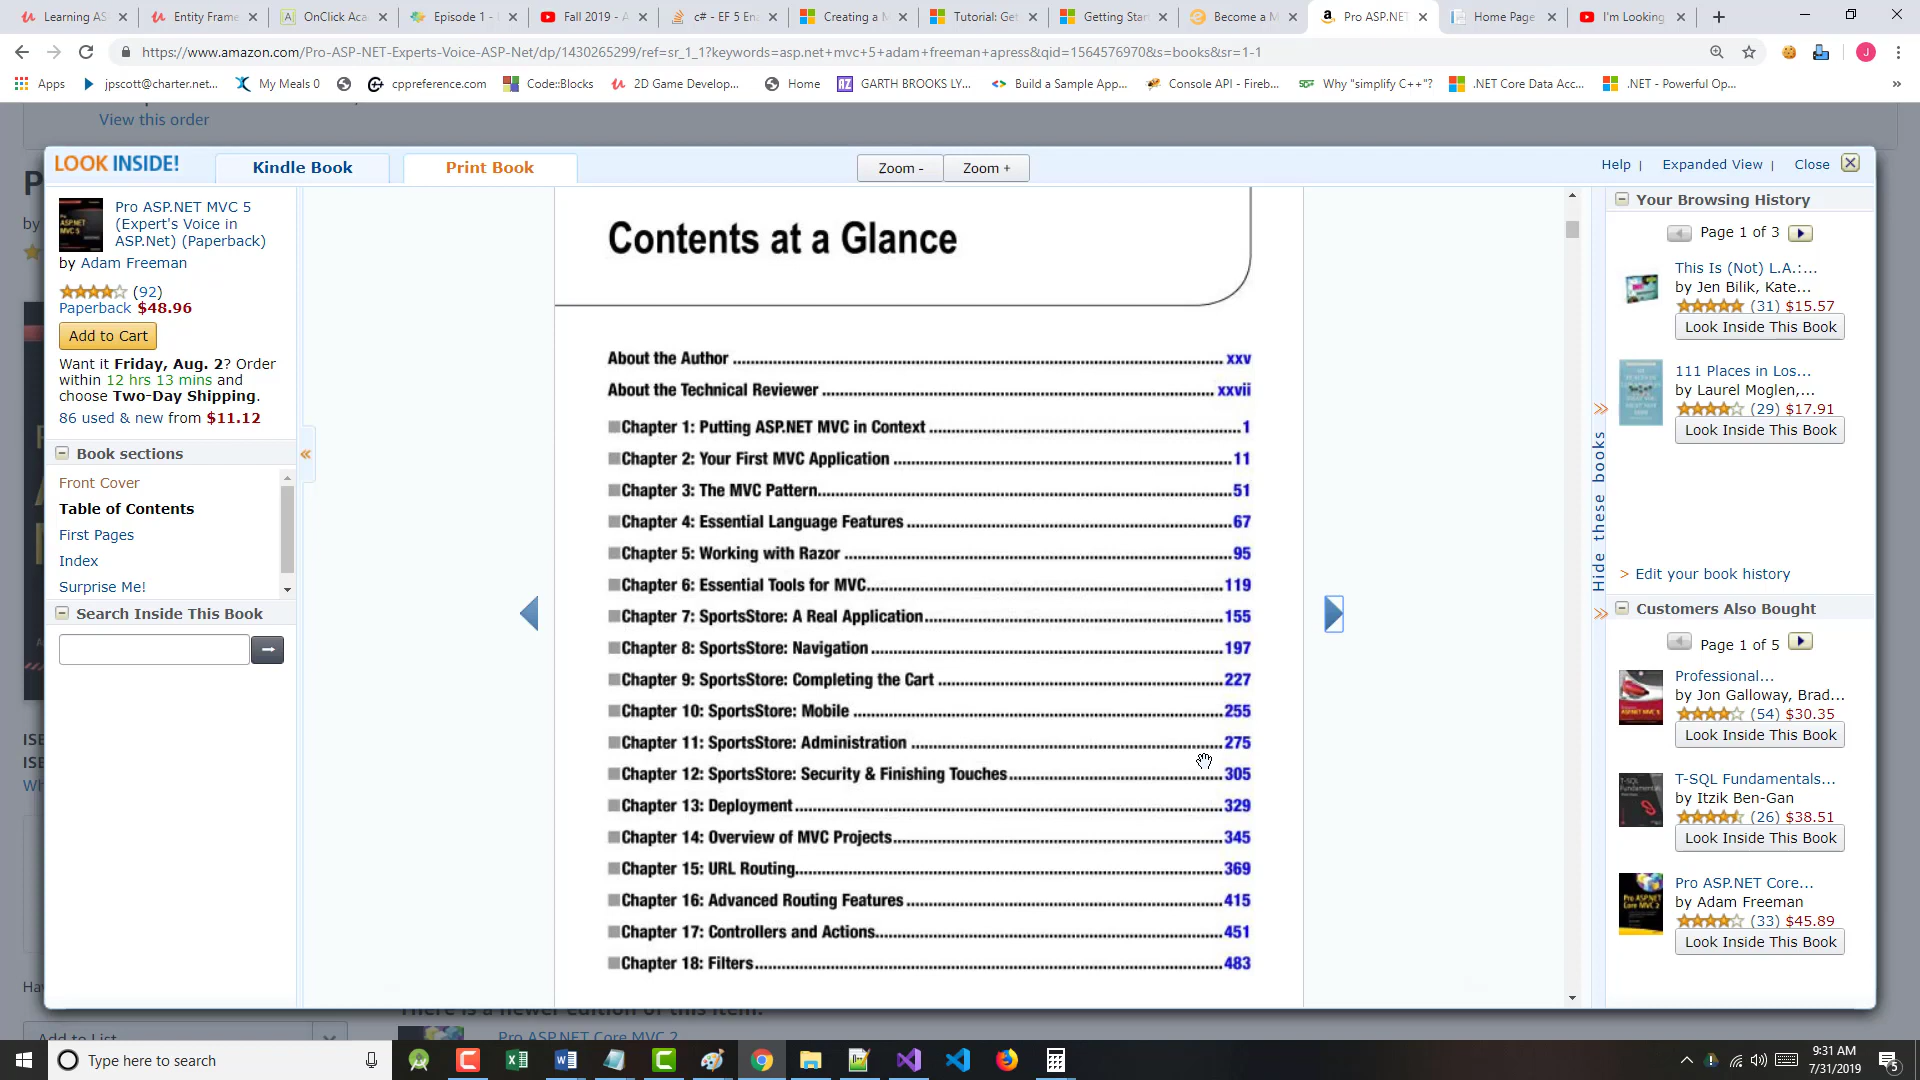 Learning AS
Entity Frame
OnClick Aca
Episode 1 -
Fall 2019 - A
c# - EF 5 En
Creating a M
Tutorial: Get
Getting Star
Become a M
Pro ASP.NET
Home Page
I'm Looking
https://www.amazon.com/Pro-ASP-NET-Experts-Voice-ASP-Net/dp/1430265299/ref=sr_1_1?keywords=asp.net+mvc+5+adam+freeman+apress&qid=1564576970&s=books&sr=1-1
J
Apps
jpscott@charter.net...
My Meals 0
cppreference.com
Code::Blocks
2D Game Develop...
Home
GARTH BROOKS LY...
Build a Sample App...
Console API - Fireb...
Why "simplify C++"?
.NET Core Data Acc...
.NET - Powerful Op...
View this order
LOOK INSIDE!
Kindle Book
Print Book
Zoom -
Zoom +
Help |
Expanded View |
Close
Pro ASP.NET MVC 5
(Expert's Voice in
ASP.Net) (Paperback)
by Adam Freeman
(92)
Paperback $48.96
Add to Cart
Want it Friday, Aug. 2? Order
within 12 hrs 13 mins and
choose Two-Day Shipping.
86 used & new from $11.12
Book sections
Front Cover
Table of Contents
First Pages
Index
Surprise Me!
Search Inside This Book
Contents at a Glance
About the Author ........ xxv
About the Technical Reviewer ........ xxvii
Chapter 1: Putting ASP.NET MVC in Context ........ 1
Chapter 2: Your First MVC Application ........ 11
Chapter 3: The MVC Pattern ........ 51
Chapter 4: Essential Language Features ........ 67
Chapter 5: Working with Razor ........ 95
Chapter 6: Essential Tools for MVC ........ 119
Chapter 7: SportsStore: A Real Application ........ 155
Chapter 8: SportsStore: Navigation ........ 197
Chapter 9: SportsStore: Completing the Cart ........ 227
Chapter 10: SportsStore: Mobile ........ 255
Chapter 11: SportsStore: Administration ........ 275
Chapter 12: SportsStore: Security & Finishing Touches ........ 305
Chapter 13: Deployment ........ 329
Chapter 14: Overview of MVC Projects ........ 345
Chapter 15: URL Routing ........ 369
Chapter 16: Advanced Routing Features ........ 415
Chapter 17: Controllers and Actions ........ 451
Chapter 18: Filters ........ 483
Hide these books
Your Browsing History
Page 1 of 3
This Is (Not) L.A.:...
by Jen Bilik, Kate...
(31) $15.57
Look Inside This Book
111 Places in Los...
by Laurel Moglen,...
(29) $17.91
Look Inside This Book
> Edit your book history
Customers Also Bought
Page 1 of 5
Professional...
by Jon Galloway, Brad...
(54) $30.35
Look Inside This Book
T-SQL Fundamentals...
by Itzik Ben-Gan
(26) $38.51
Look Inside This Book
Pro ASP.NET Core...
by Adam Freeman
(33) $45.89
Look Inside This Book
There is a newer edition of this item:
Add to List
Pro ASP.NET Core MVC 2
Type here to search
9:31 AM
7/31/2019
5